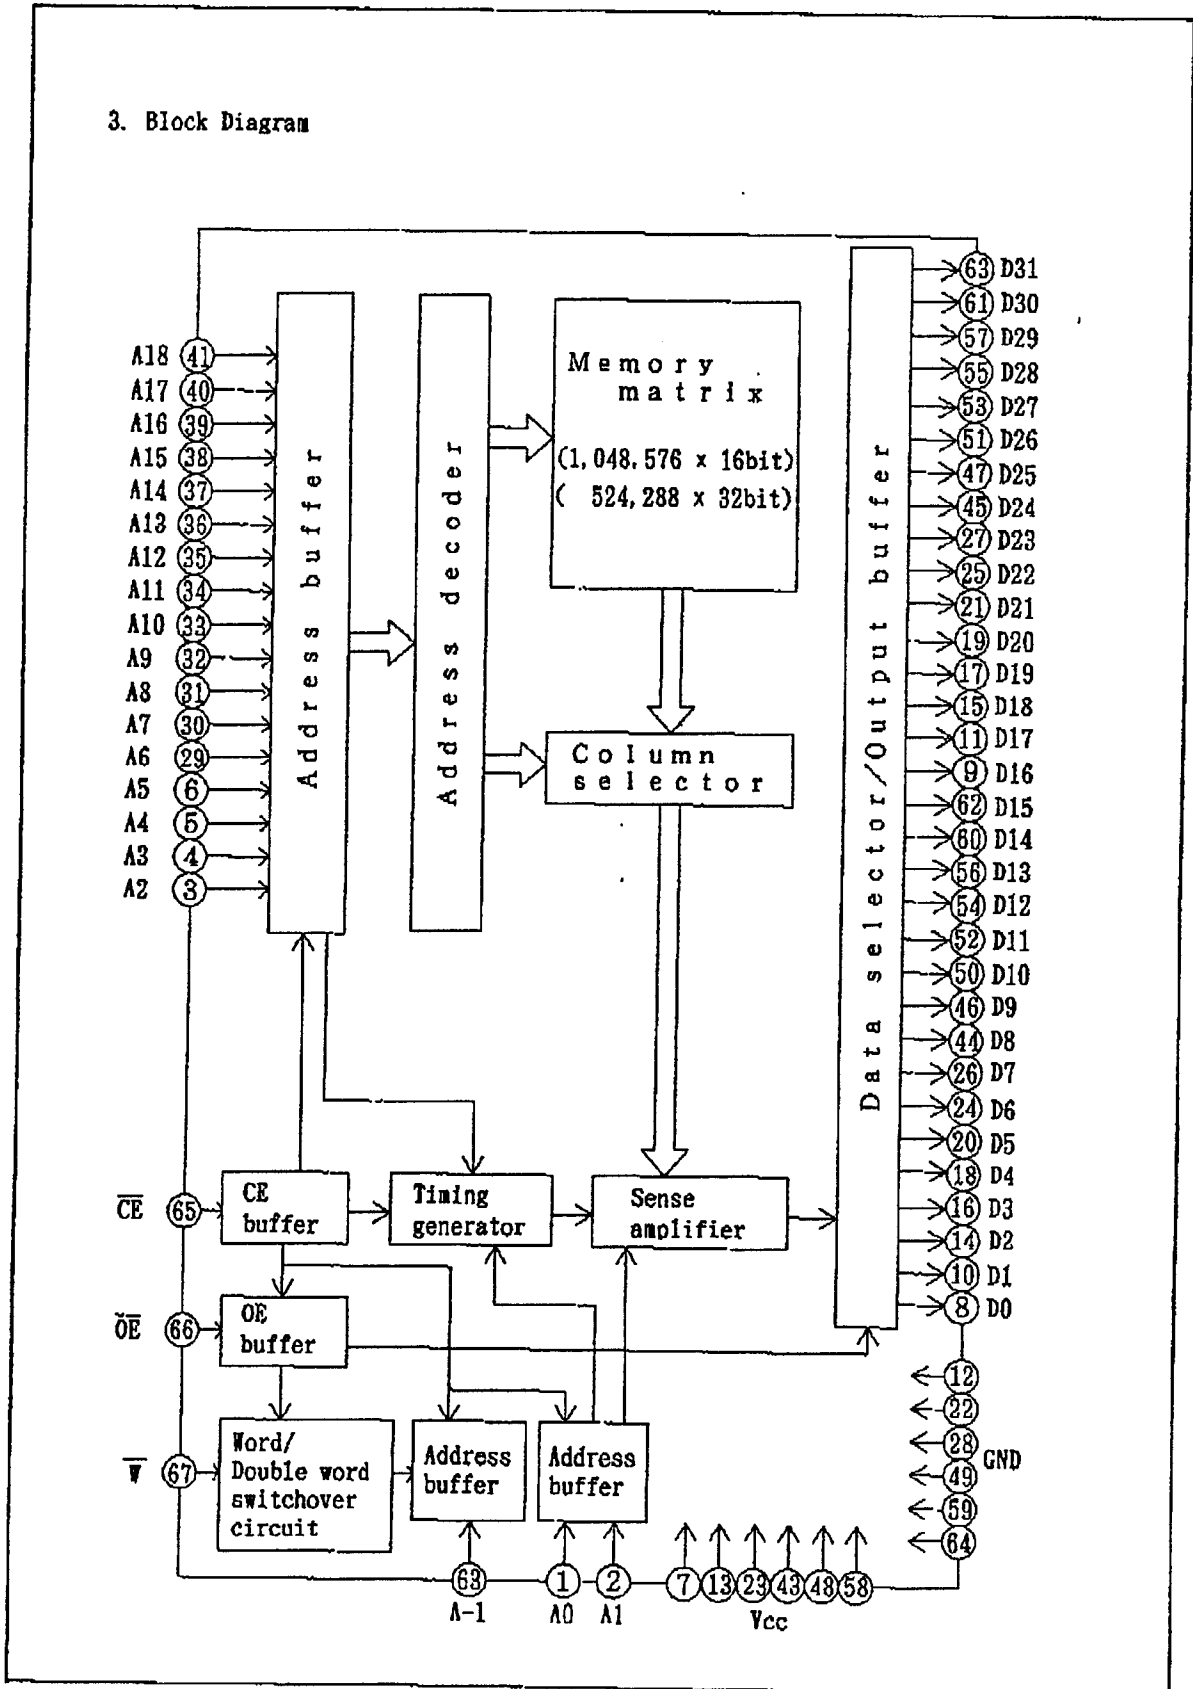 3. Block Diagram
A18 41
A17 40
A16 39
A15 38
A14 37
A13 36
A12 35
A11 34
A10 33
A9 32
A8 31
A7 30
A6 29
A5 6
A4 5
A3 4
A2 3
Address buffer
Address decoder
Memory
matrix
(1,048,576 x 16bit)
( 524,288 x 32bit)
Column
selector
Data selector/Output buffer
63 D31
61 D30
57 D29
55 D28
53 D27
51 D26
47 D25
45 D24
27 D23
25 D22
21 D21
19 D20
17 D19
15 D18
11 D17
9 D16
62 D15
60 D14
56 D13
54 D12
52 D11
50 D10
46 D9
44 D8
26 D7
24 D6
20 D5
18 D4
16 D3
14 D2
10 D1
8 D0
C̅E̅ 65
CE
buffer
Timing
generator
Sense
amplifier
O̅E̅ 66
OE
buffer
W̅ 67
Word/
Double word
switchover
circuit
Address
buffer
Address
buffer
12
22
28
GND
49
59
64
63
A-1
1
A0
2
A1
7 13 23 43 48 58
Vcc